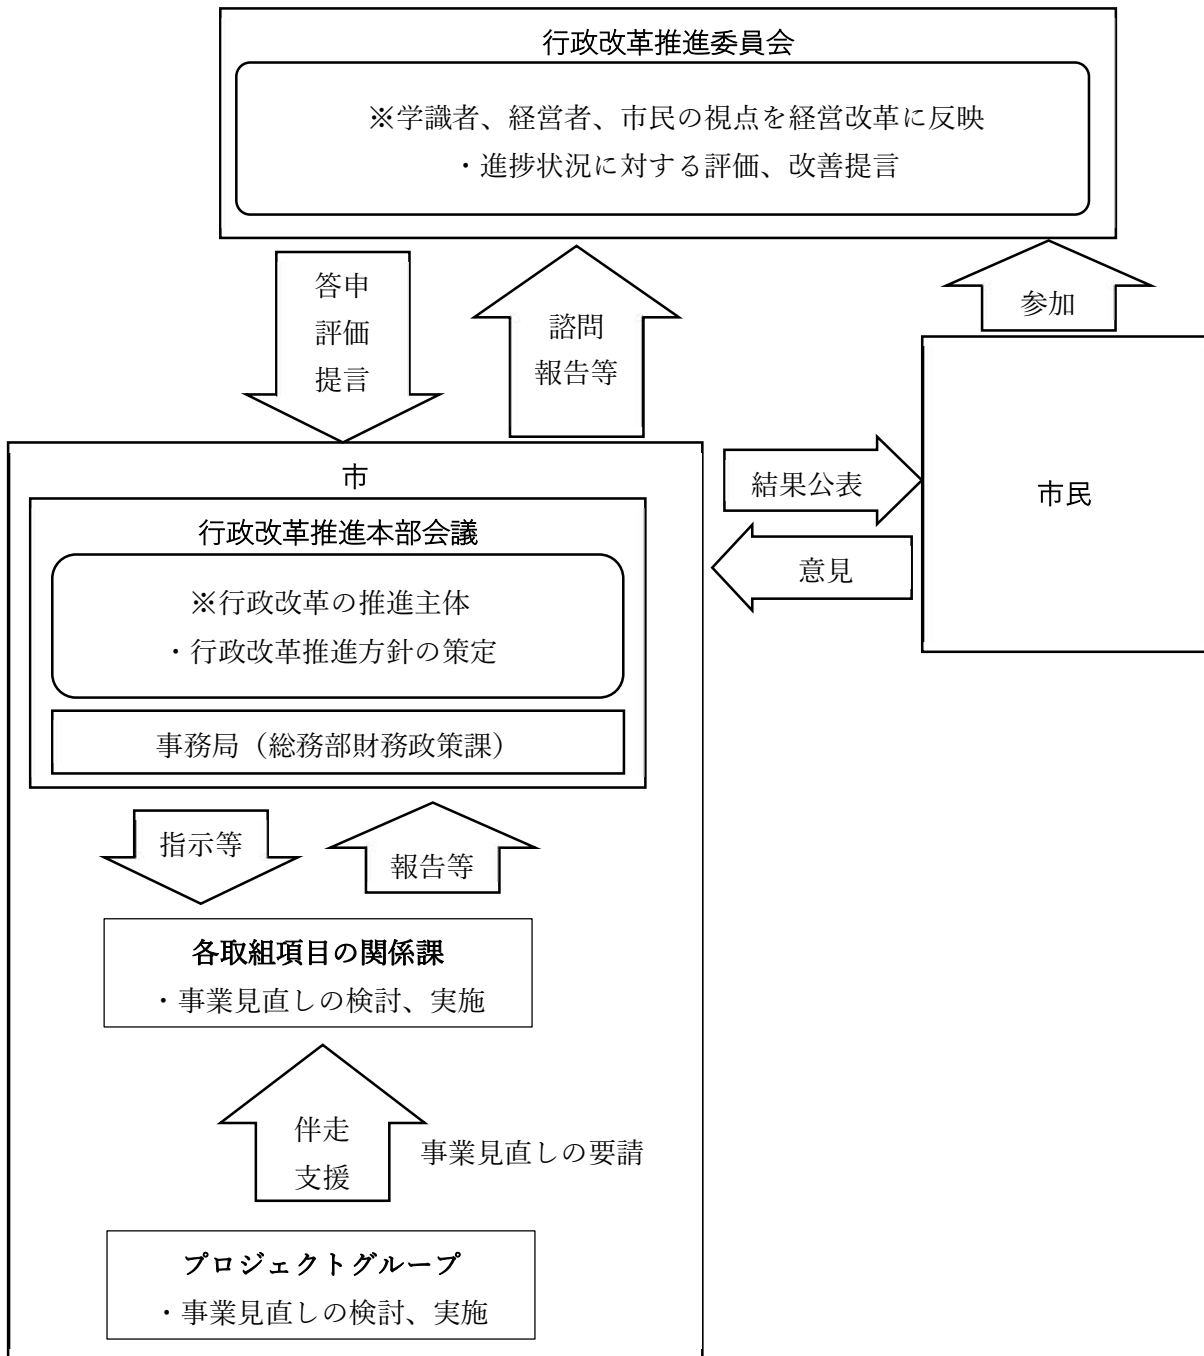 行政改革推進委員会
※学識者、経営者、市民の視点を経営改革に反映
・進捗状況に対する評価、改善提言
答申
評価
提言
諮問
報告等
参加
市
行政改革推進本部会議
※行政改革の推進主体
・行政改革推進方針の策定
事務局（総務部財務政策課）
結果公表
意見
市民
指示等
報告等
各取組項目の関係課
・事業見直しの検討、実施
伴走
支援
事業見直しの要請
プロジェクトグループ
・事業見直しの検討、実施